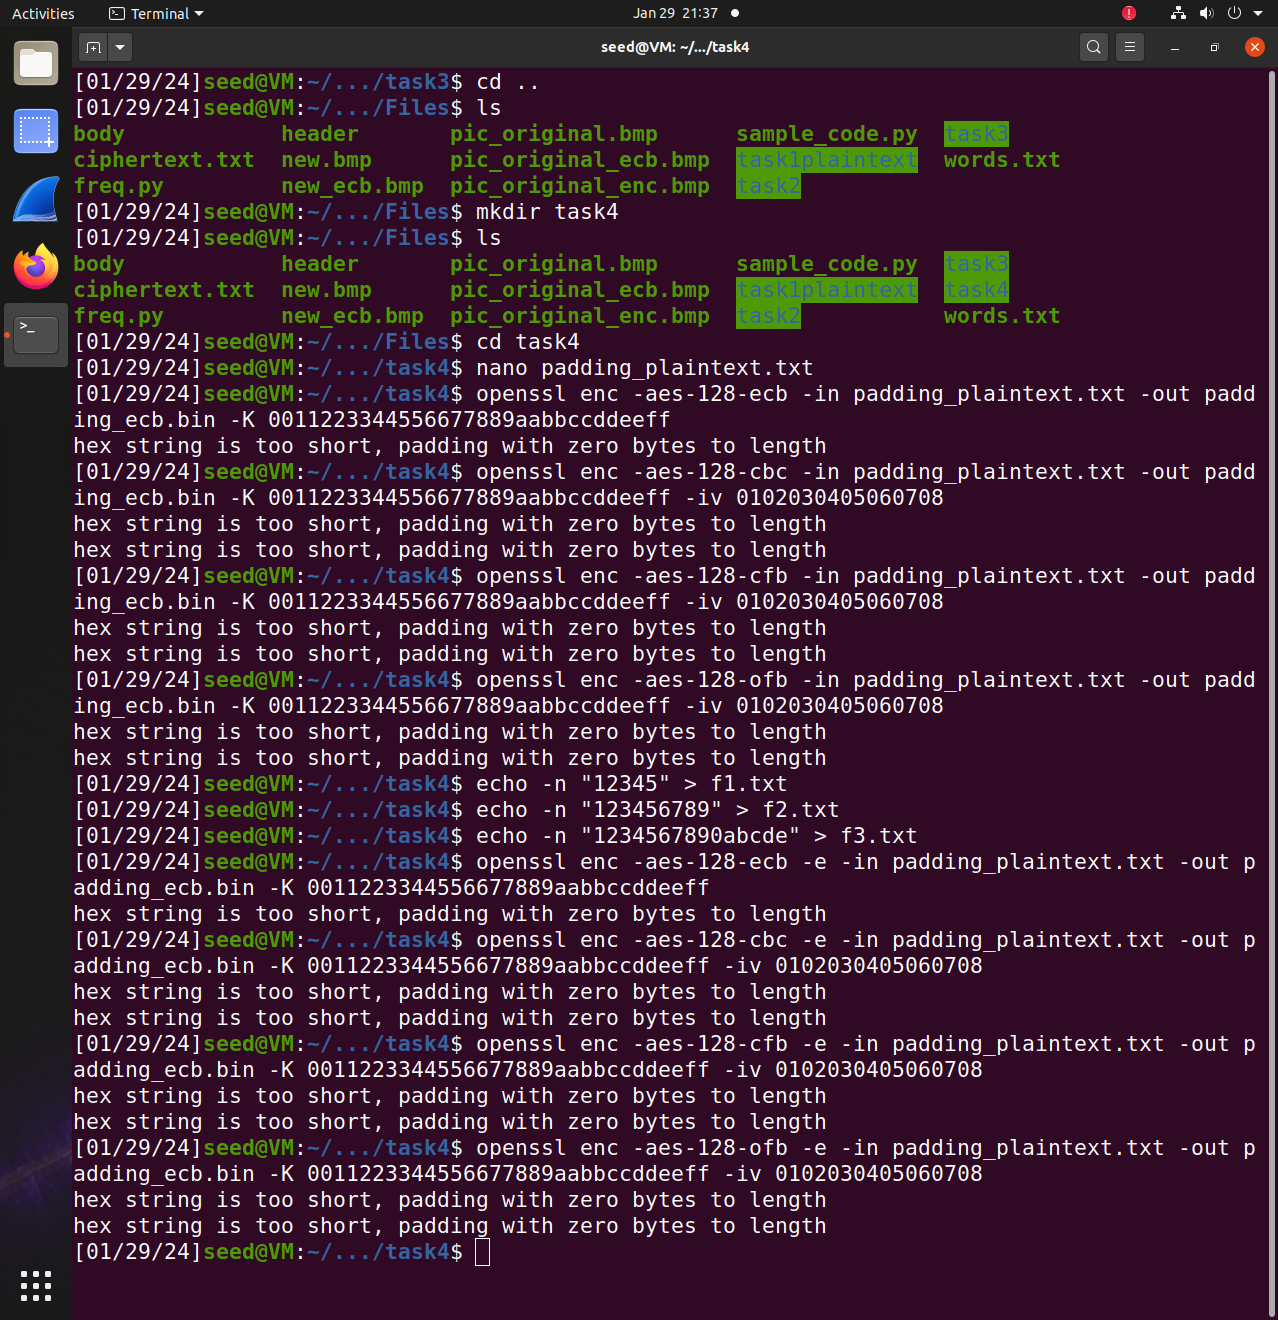 Activities Terminal Jan 29 21:37
seed@VM: ~/.../task4
[01/29/24]seed@VM:~/.../task3$ cd ..
[01/29/24]seed@VM:~/.../Files$ ls
body header pic_original.bmp sample_code.py task3
ciphertext.txt new.bmp pic_original_ecb.bmp task1plaintext words.txt
freq.py new_ecb.bmp pic_original_enc.bmp task2
[01/29/24]seed@VM:~/.../Files$ mkdir task4
[01/29/24]seed@VM:~/.../Files$ ls
body header pic_original.bmp sample_code.py task3
ciphertext.txt new.bmp pic_original_ecb.bmp task1plaintext task4
freq.py new_ecb.bmp pic_original_enc.bmp task2 words.txt
[01/29/24]seed@VM:~/.../Files$ cd task4
[01/29/24]seed@VM:~/.../task4$ nano padding_plaintext.txt
[01/29/24]seed@VM:~/.../task4$ openssl enc -aes-128-ecb -in padding_plaintext.txt -out padd
ing_ecb.bin -K 0011223344556677889aabbccddeeff
hex string is too short, padding with zero bytes to length
[01/29/24]seed@VM:~/.../task4$ openssl enc -aes-128-cbc -in padding_plaintext.txt -out padd
ing_ecb.bin -K 0011223344556677889aabbccddeeff -iv 0102030405060708
hex string is too short, padding with zero bytes to length
hex string is too short, padding with zero bytes to length
[01/29/24]seed@VM:~/.../task4$ openssl enc -aes-128-cfb -in padding_plaintext.txt -out padd
ing_ecb.bin -K 0011223344556677889aabbccddeeff -iv 0102030405060708
hex string is too short, padding with zero bytes to length
hex string is too short, padding with zero bytes to length
[01/29/24]seed@VM:~/.../task4$ openssl enc -aes-128-ofb -in padding_plaintext.txt -out padd
ing_ecb.bin -K 0011223344556677889aabbccddeeff -iv 0102030405060708
hex string is too short, padding with zero bytes to length
hex string is too short, padding with zero bytes to length
[01/29/24]seed@VM:~/.../task4$ echo -n "12345" > f1.txt
[01/29/24]seed@VM:~/.../task4$ echo -n "123456789" > f2.txt
[01/29/24]seed@VM:~/.../task4$ echo -n "1234567890abcde" > f3.txt
[01/29/24]seed@VM:~/.../task4$ openssl enc -aes-128-ecb -e -in padding_plaintext.txt -out p
adding_ecb.bin -K 0011223344556677889aabbccddeeff
hex string is too short, padding with zero bytes to length
[01/29/24]seed@VM:~/.../task4$ openssl enc -aes-128-cbc -e -in padding_plaintext.txt -out p
adding_ecb.bin -K 0011223344556677889aabbccddeeff -iv 0102030405060708
hex string is too short, padding with zero bytes to length
hex string is too short, padding with zero bytes to length
[01/29/24]seed@VM:~/.../task4$ openssl enc -aes-128-cfb -e -in padding_plaintext.txt -out p
adding_ecb.bin -K 0011223344556677889aabbccddeeff -iv 0102030405060708
hex string is too short, padding with zero bytes to length
hex string is too short, padding with zero bytes to length
[01/29/24]seed@VM:~/.../task4$ openssl enc -aes-128-ofb -e -in padding_plaintext.txt -out p
adding_ecb.bin -K 0011223344556677889aabbccddeeff -iv 0102030405060708
hex string is too short, padding with zero bytes to length
hex string is too short, padding with zero bytes to length
[01/29/24]seed@VM:~/.../task4$